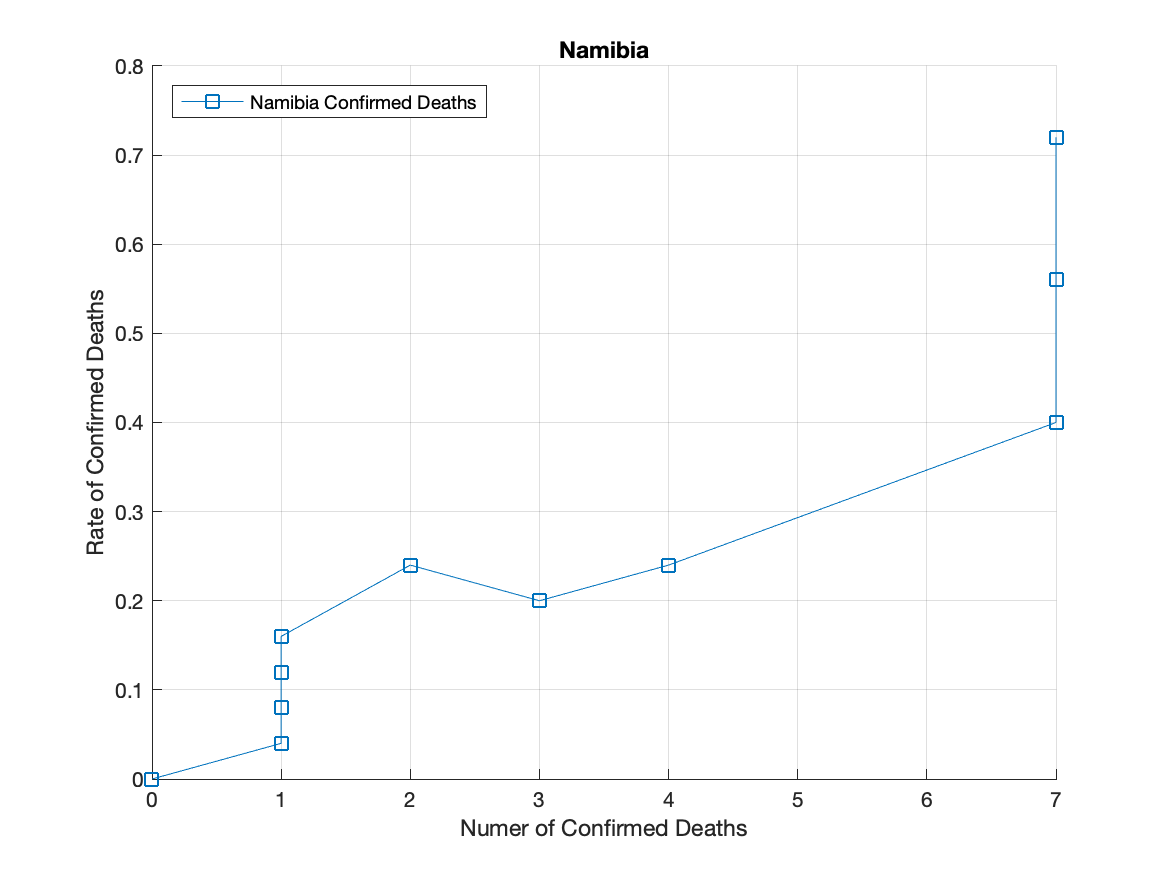 Namibia
Namibia Confirmed Deaths
Rate of Confirmed Deaths
0.8
0.7
0.6
0.5
0.4
0.3
0.2
0.1
0
0 1 2 3 4 5 6 7
Numer of Confirmed Deaths